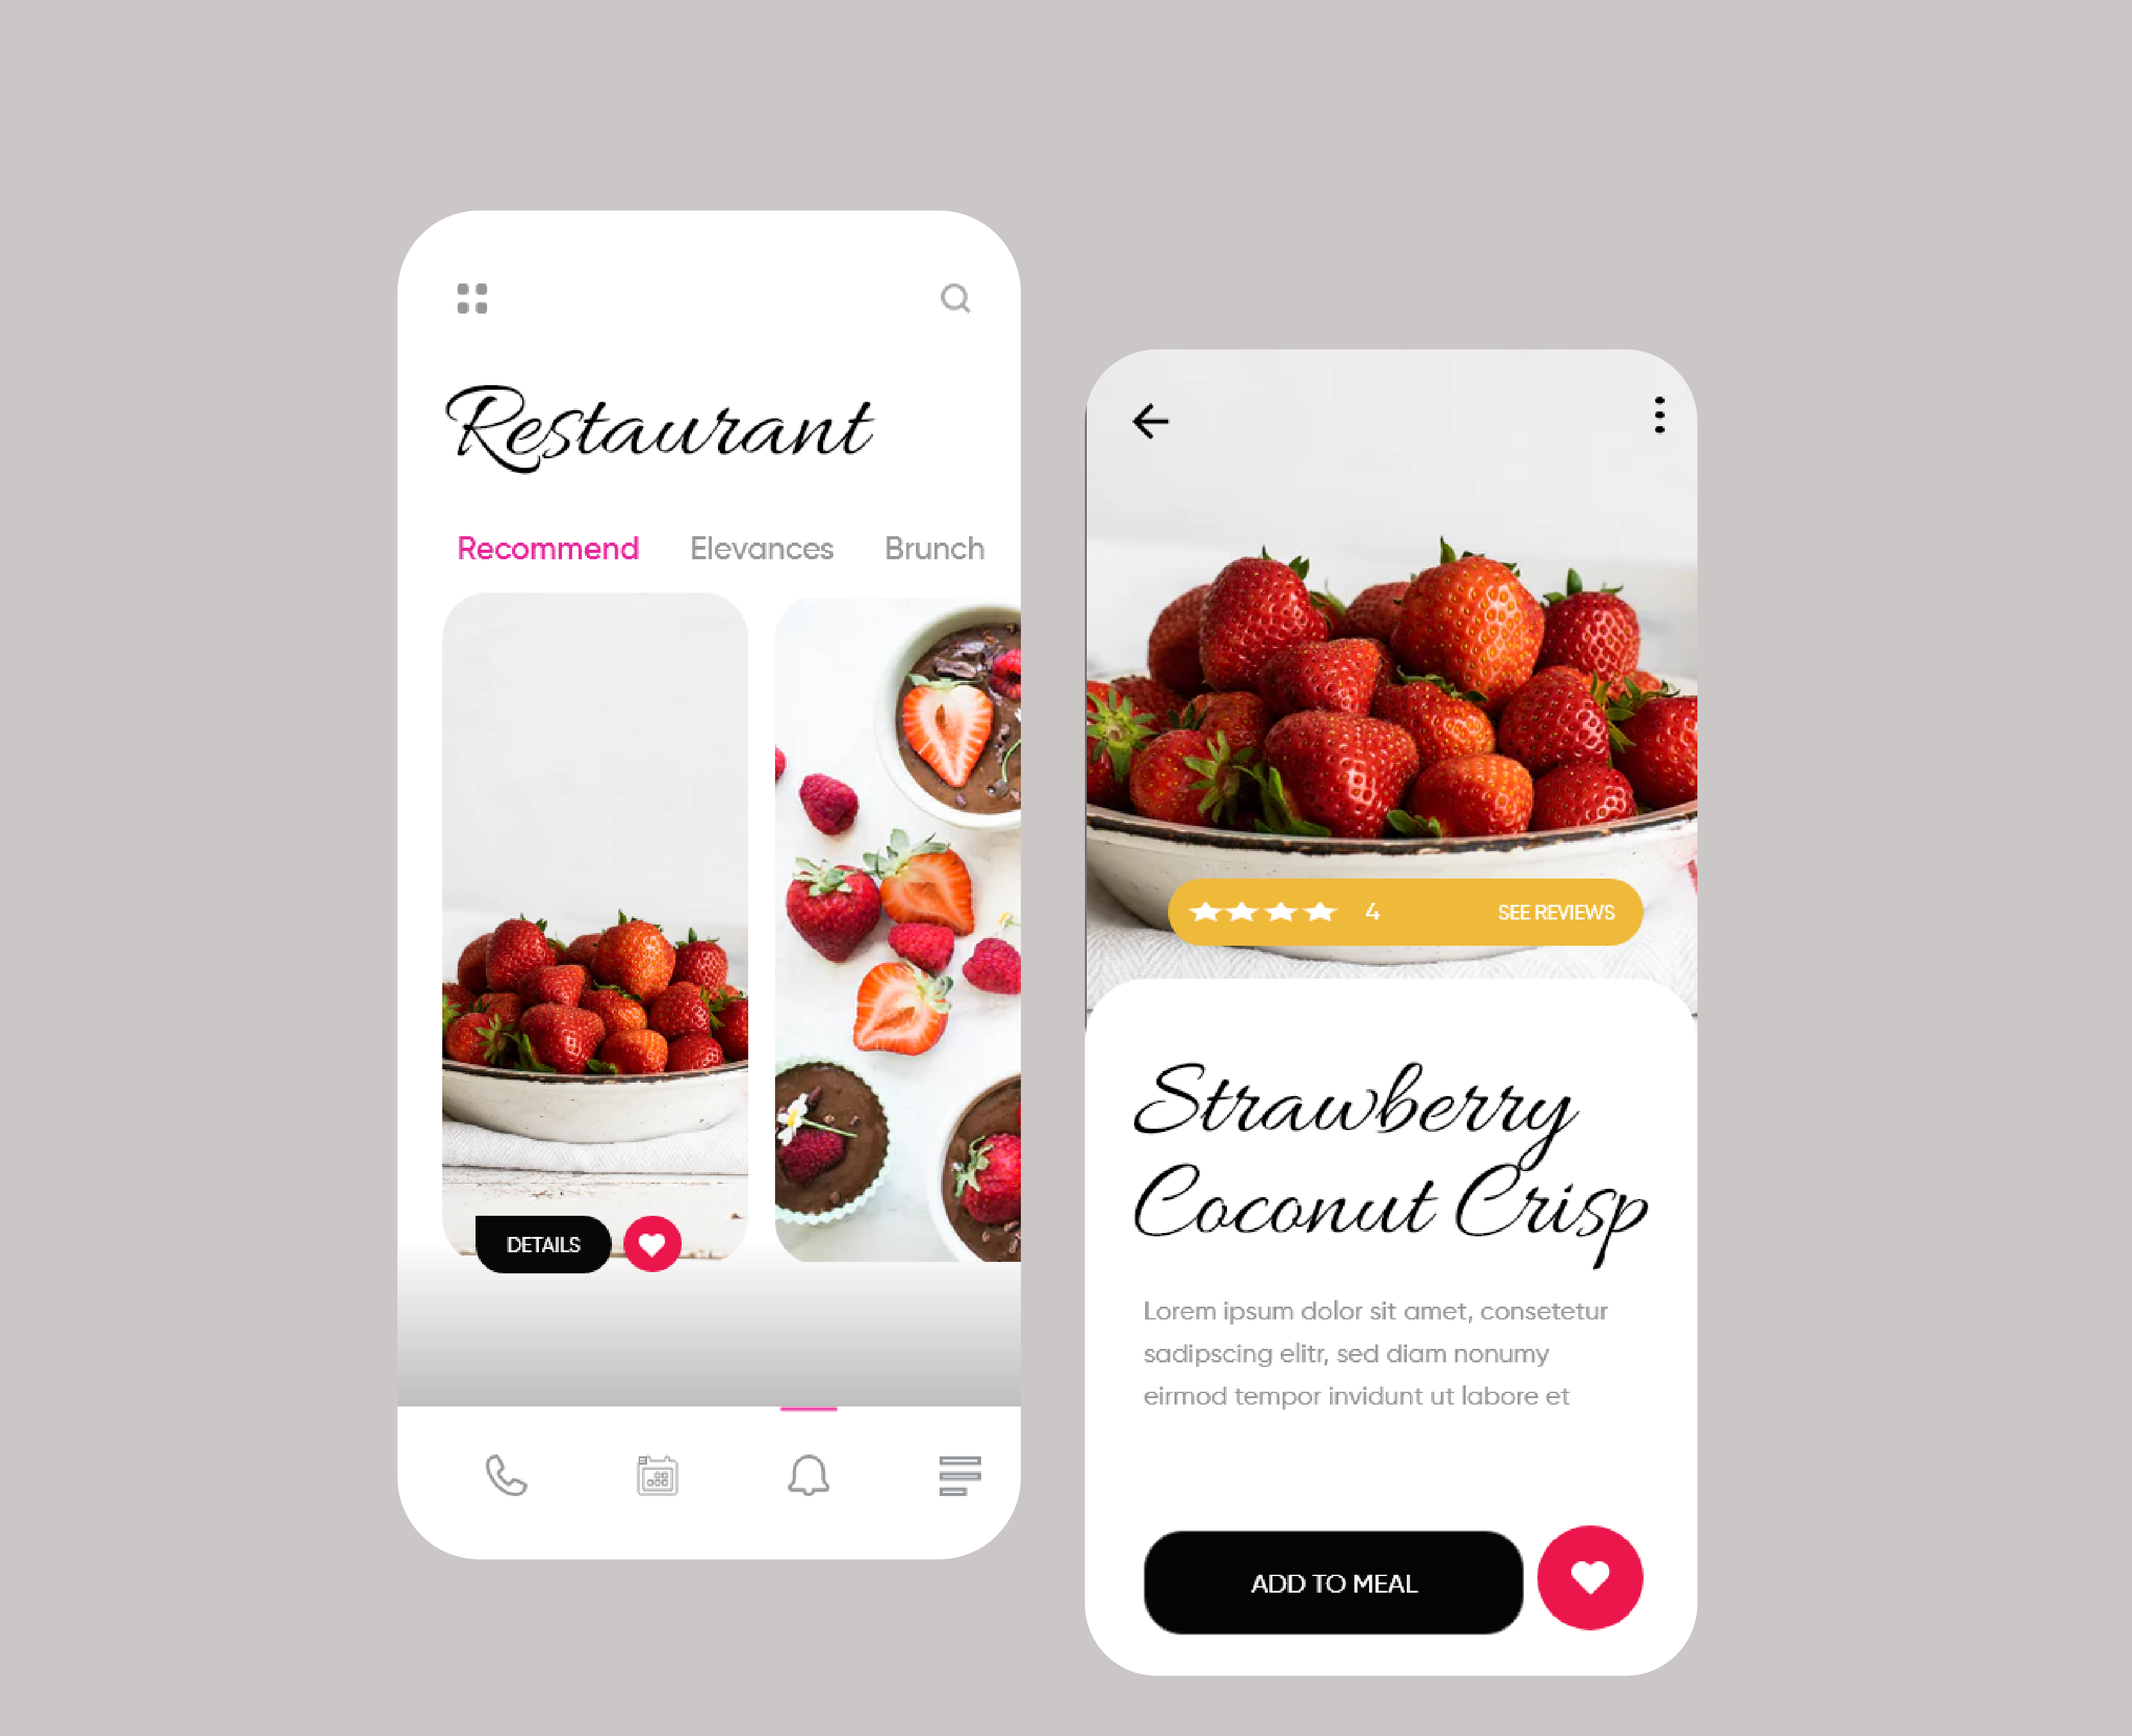 Restaurant
Recommend Elevances Brunch
DETAILS
4 SEE REVIEWS
Strawberry
Coconut Crisp
Lorem ipsum dolor sit amet, consetetur
sadipscing elitr, sed diam nonumy
eirmod tempor invidunt ut labore et
ADD TO MEAL